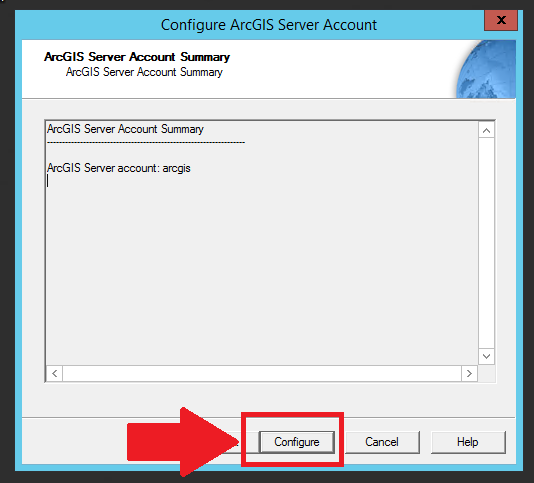 Configure ArcGIS Server Account
x
ArcGIS Server Account Summary
ArcGIS Server Account Summary
ArcGIS Server Account Summary
----------------------------------------------------------------
ArcGIS Server account: arcgis
Configure
Cancel
Help